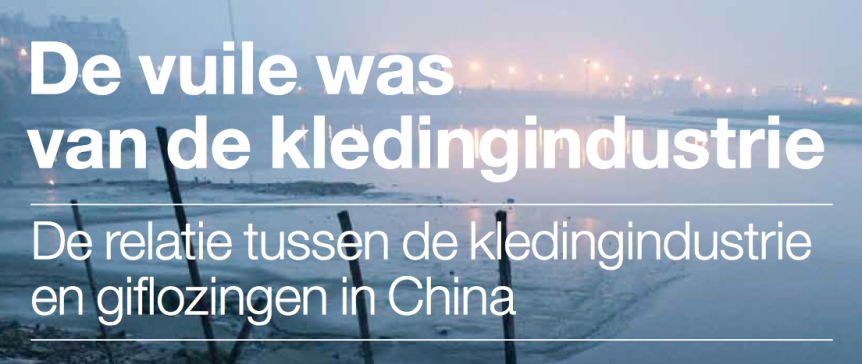 De vuile was
van de kledingindustrie
De relatie tussen de kledingindustrie
en giflozingen in China